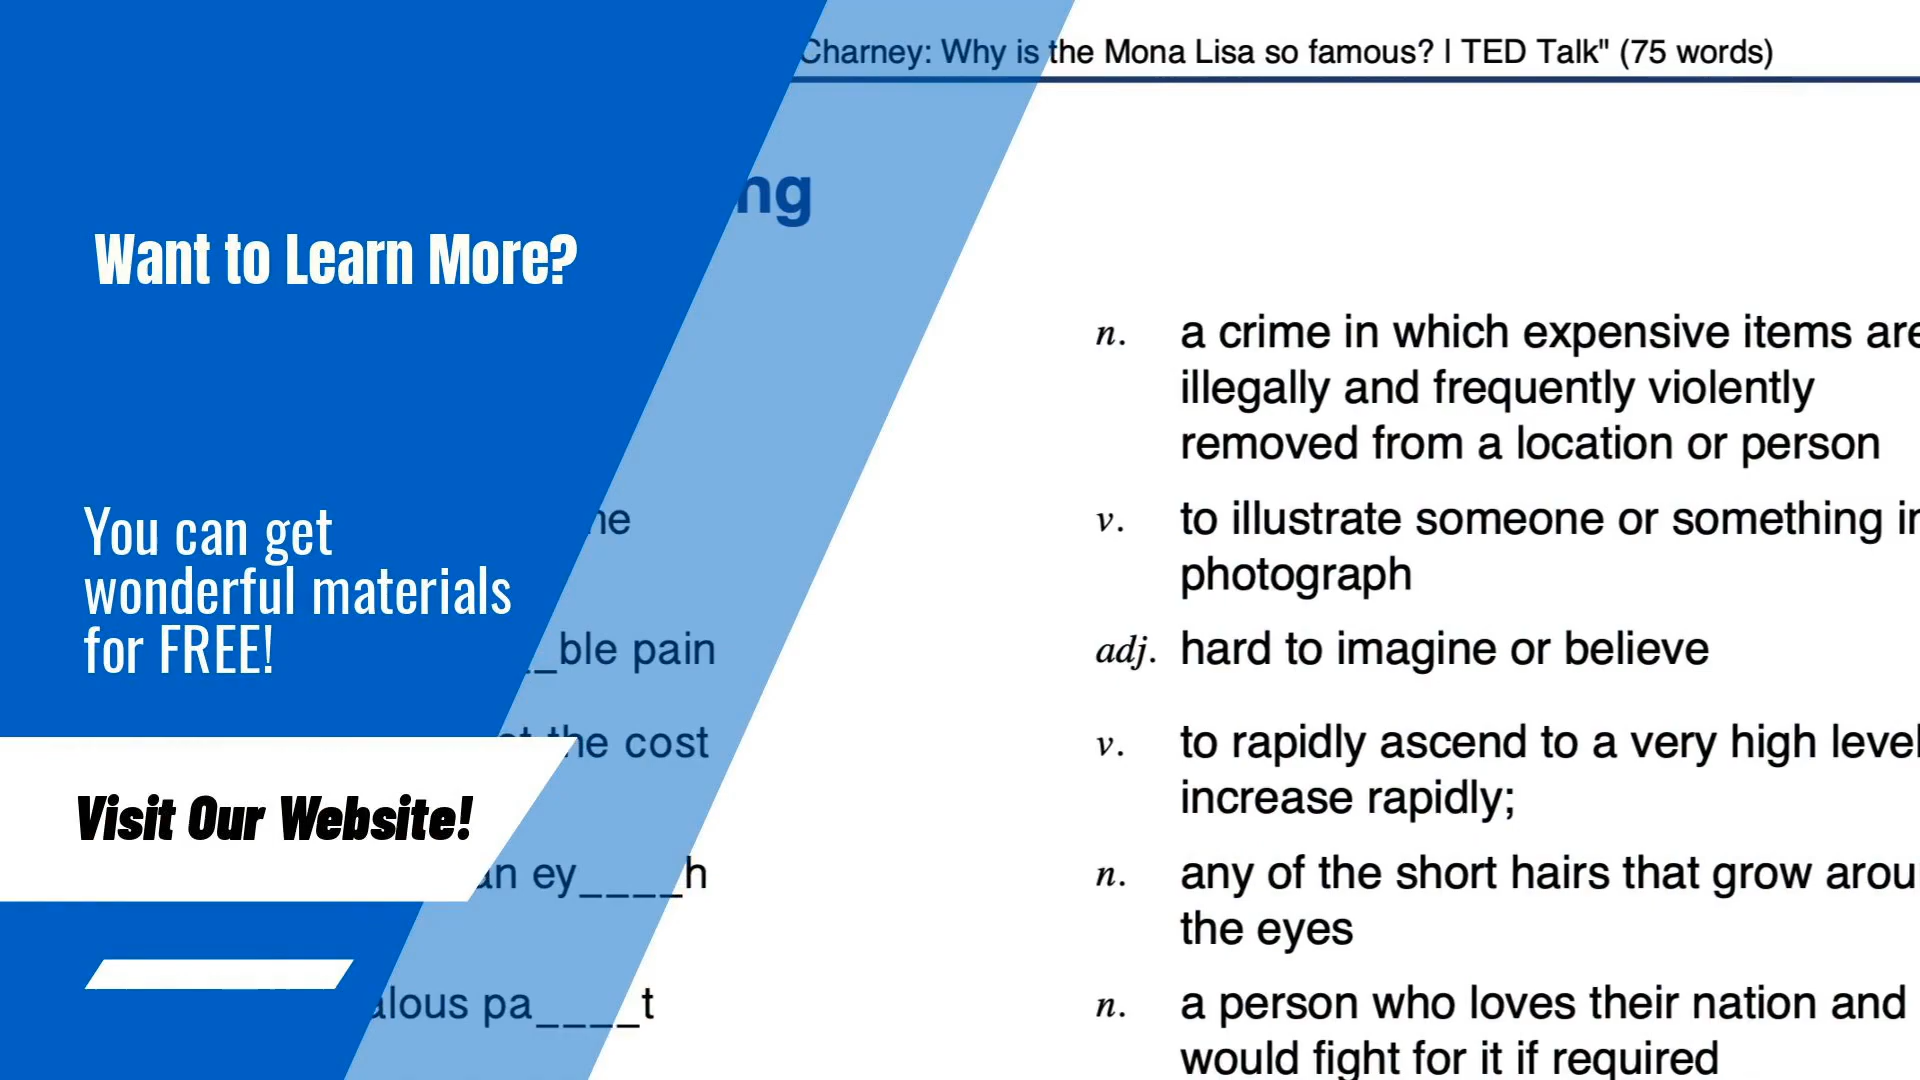 Charney: Why is the Mona Lisa so famous? | TED Talk" (75 words)
ng
Want to Learn More?
You can get
wonderful materials
for FREE!
Visit Our Website!
n. a crime in which expensive items are
illegally and frequently violently
removed from a location or person
v. to illustrate someone or something in
photograph
_ble pain
adj. hard to imagine or believe
the cost
v. to rapidly ascend to a very high level
increase rapidly;
an ey____h
n. any of the short hairs that grow arou
the eyes
alous pa____t
n. a person who loves their nation and
would fight for it if required